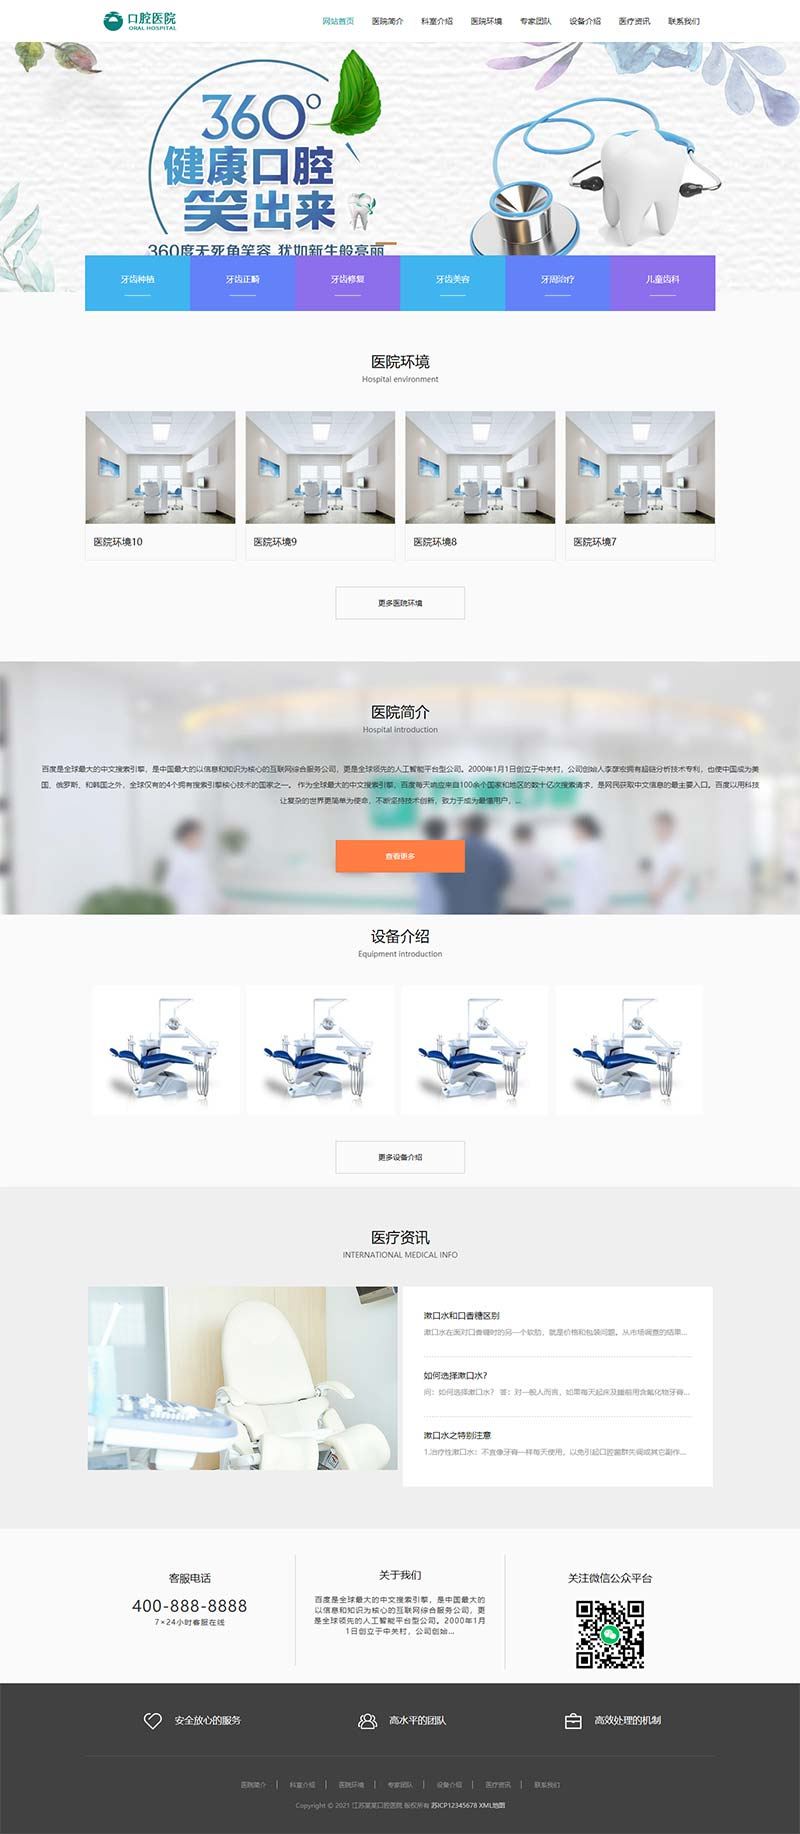 口腔医院
ORAL HOSPITAL
网站首页 医院简介 科室介绍 医院环境 专家团队 设备介绍 医疗资讯 联系我们
360°
健康口腔
笑出来
360度无死角笑容 犹如新生般亮丽
牙齿种植 牙齿正畸 牙齿修复 牙齿美容 牙周治疗 儿童齿科
医院环境
Hospital environment
医院环境10 医院环境9 医院环境8 医院环境7
更多医院环境
医院简介
Hospital introduction
百度是全球最大的中文搜索引擎，是中国最大的以信息和知识为核心的互联网综合服务公司，更是全球领先的人工智能平台型公司。2000年1月1日创立于中关村，公司创始人李彦宏拥有超链分析技术专利，也使中国成为美
国、俄罗斯、和韩国之外，全球仅有的4个拥有搜索引擎核心技术的国家之一。 作为全球最大的中文搜索引擎，百度每天响应来自100余个国家和地区的数十亿次搜索请求，是网民获取中文信息的最主要入口。百度以用科技
让复杂的世界更简单为使命，不断坚持技术创新，致力于成为最懂用户，...
查看更多
设备介绍
Equipment introduction
更多设备介绍
医疗资讯
INTERNATIONAL MEDICAL INFO
漱口水和口香糖区别
漱口水在面对口香糖时的另一个软肋，就是价格和包装问题。从市场调查的结果...
如何选择漱口水？
问：如何选择漱口水？ 答：对一般人而言，如果每天起床及睡前用含氟化物牙膏...
漱口水之特别注意
1.治疗性漱口水：不宜像牙膏一样每天使用，以免引起口腔菌群失调或其它副作...
客服电话
400-888-8888
7×24小时客服在线
关于我们
百度是全球最大的中文搜索引擎，是中国最大的
以信息和知识为核心的互联网综合服务公司，更
是全球领先的人工智能平台型公司。2000年1月
1日创立于中关村，公司创始...
关注微信公众平台
安全放心的服务 高水平的团队 高效处理的机制
医院简介 | 科室介绍 | 医院环境 | 专家团队 | 设备介绍 | 医疗资讯 | 联系我们
Copyright © 2021 江苏某某口腔医院 版权所有 苏ICP12345678 XML地图